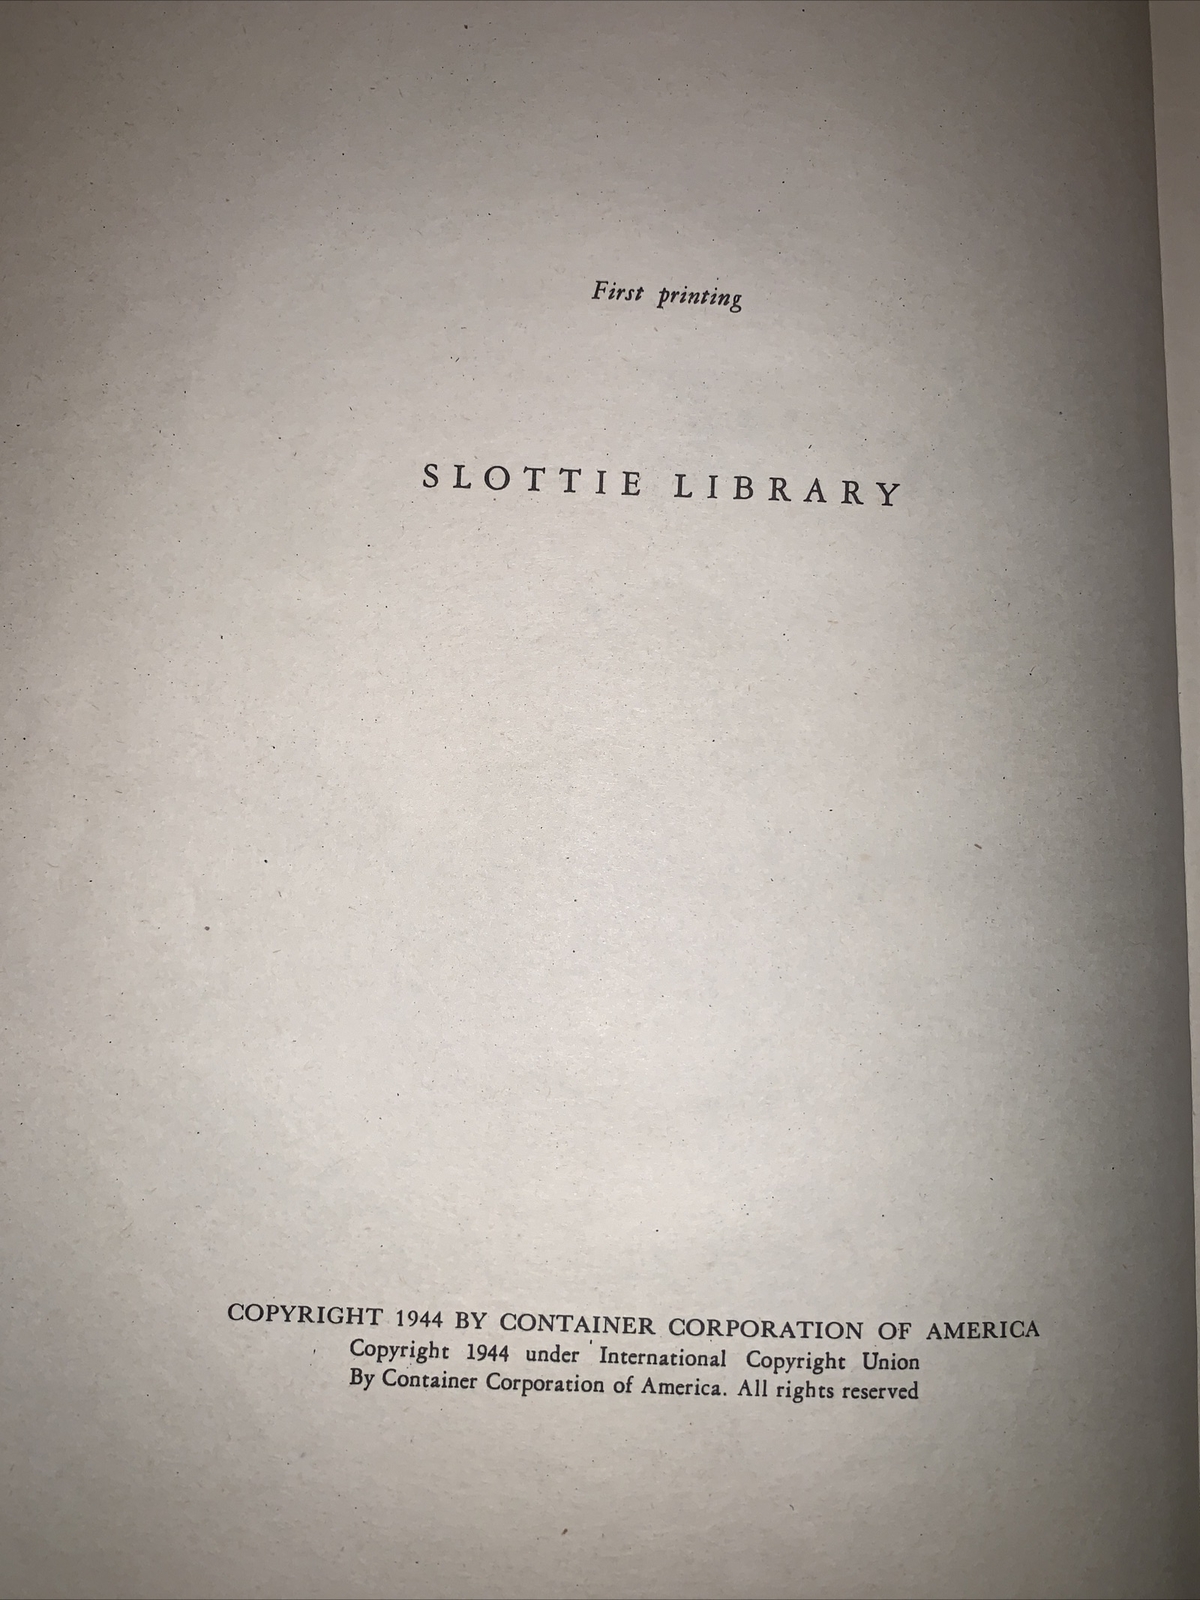 First printing
SLOTTIE LIBRARY
COPYRIGHT 1944 BY CONTAINER CORPORATION OF AMERICA
Copyright 1944 under International Copyright Union
By Container Corporation of America. All rights reserved